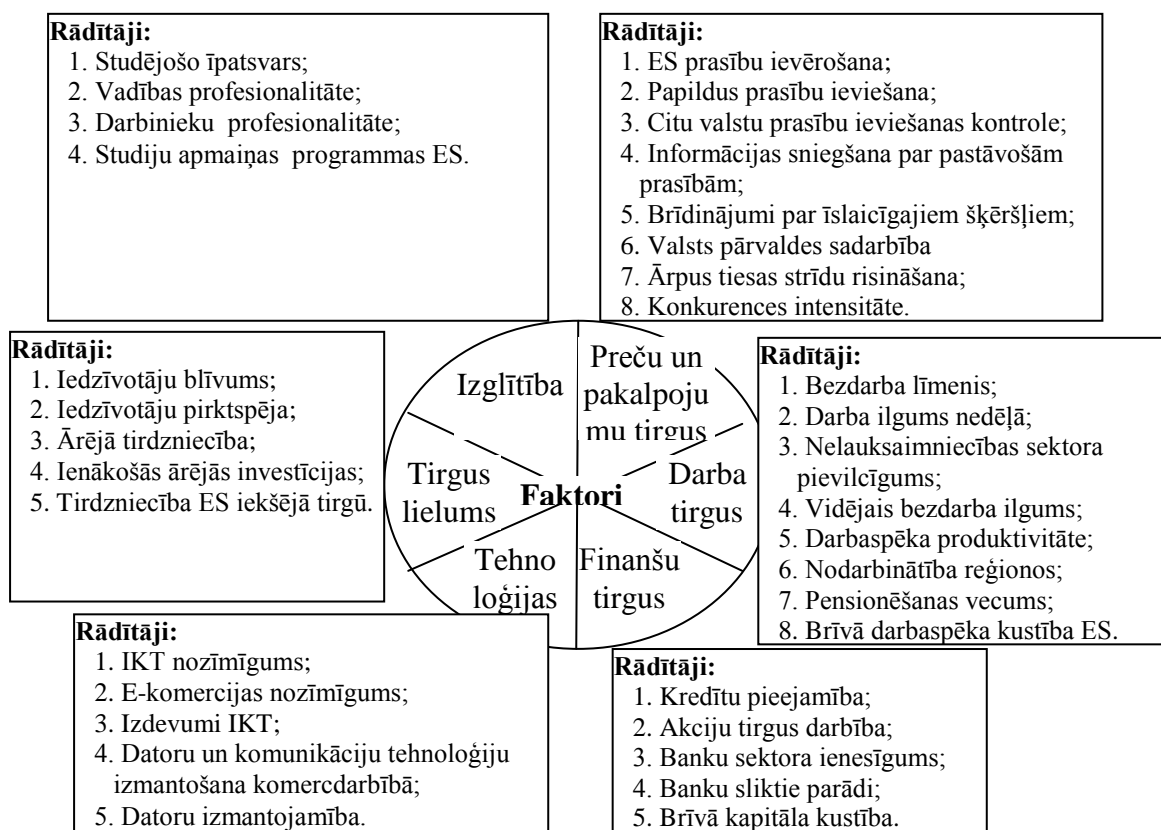 Rādītāji:
1. Studējošo īpatsvars;
2. Vadības profesionalitāte;
3. Darbinieku profesionalitāte;
4. Studiju apmaiņas programmas ES.
Rādītāji:
1. ES prasību ievērošana;
2. Papildus prasību ieviešana;
3. Citu valstu prasību ieviešanas kontrole;
4. Informācijas sniegšana par pastāvošām
prasībām;
5. Brīdinājumi par īslaicīgajiem šķēršļiem;
6. Valsts pārvaldes sadarbība
7. Ārpus tiesas strīdu risināšana;
8. Konkurences intensitāte.
Rādītāji:
1. Iedzīvotāju blīvums;
2. Iedzīvotāju pirktspēja;
3. Ārējā tirdzniecība;
4. Ienākošās ārējās investīcijas;
5. Tirdzniecība ES iekšējā tirgū.
Izglītība
Preču un
pakalpoju
mu tirgus
Tirgus
lielums
Faktori
Darba
tirgus
Tehno
loģijas
Finanšu
tirgus
Rādītāji:
1. Bezdarba līmenis;
2. Darba ilgums nedēļā;
3. Nelauksaimniecības sektora
pievilcīgums;
4. Vidējais bezdarba ilgums;
5. Darbaspēka produktivitāte;
6. Nodarbinātība reģionos;
7. Pensionēšanas vecums;
8. Brīvā darbaspēka kustība ES.
Rādītāji:
1. IKT nozīmīgums;
2. E-komercijas nozīmīgums;
3. Izdevumi IKT;
4. Datoru un komunikāciju tehnoloģiju
izmantošana komercdarbībā;
5. Datoru izmantojamība.
Rādītāji:
1. Kredītu pieejamība;
2. Akciju tirgus darbība;
3. Banku sektora ienesīgums;
4. Banku sliktie parādi;
5. Brīvā kapitāla kustība.